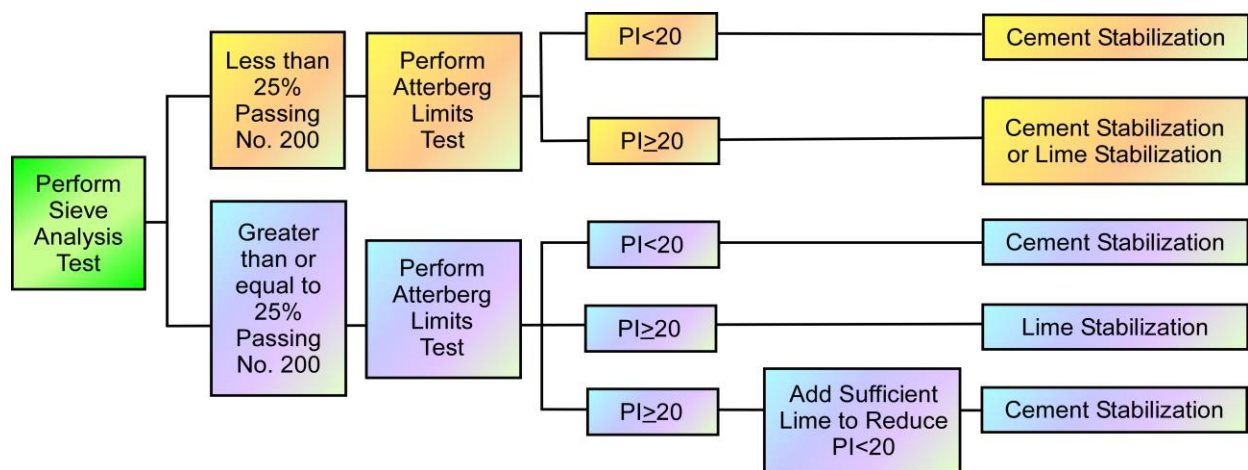 Perform
Sieve
Analysis
Test
Less than
25%
Passing
No. 200
Perform
Atterberg
Limits
Test
PI<20
Cement Stabilization
PI≥20
Cement Stabilization
or Lime Stabilization
Greater
than or
equal to
25%
Passing
No. 200
Perform
Atterberg
Limits
Test
PI<20
Cement Stabilization
PI≥20
Lime Stabilization
PI≥20
Add Sufficient
Lime to Reduce
PI<20
Cement Stabilization